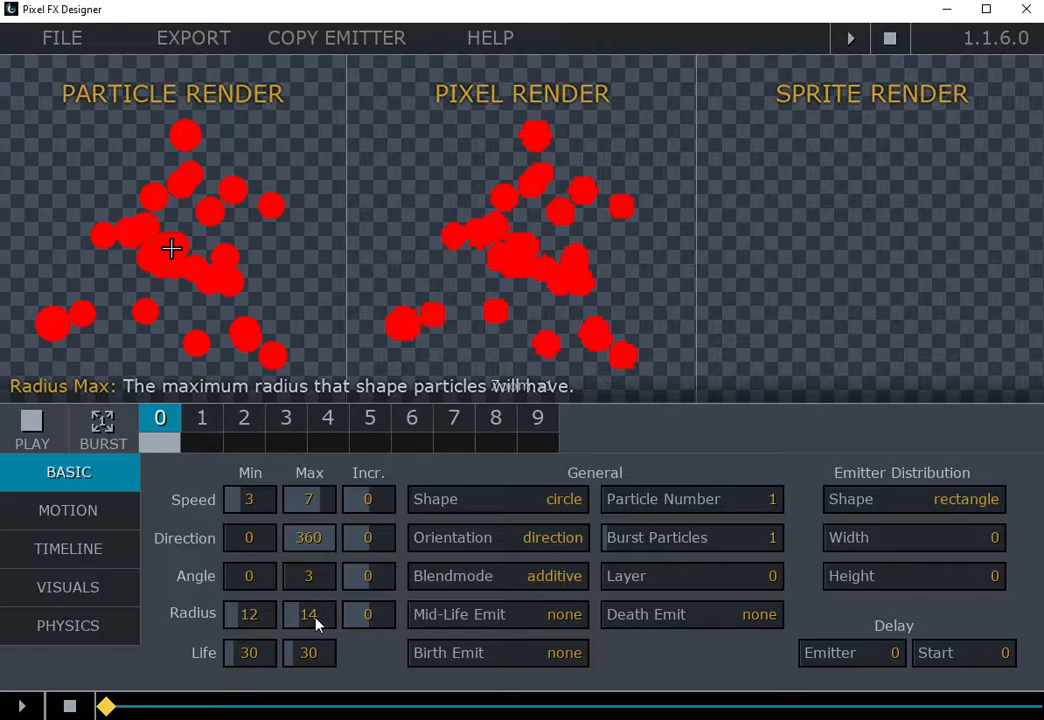 Pixel FX Designer
FILE EXPORT COPY EMITTER HELP 1.1.6.0
PARTICLE RENDER PIXEL RENDER SPRITE RENDER
Radius Max: The maximum radius that shape particles will have.
PLAY BURST 0 1 2 3 4 5 6 7 8 9
BASIC
MOTION
TIMELINE
VISUALS
PHYSICS
Min Max Incr.
Speed 3 7 0
Direction 0 360
Angle 0 3 0
Radius 12 14 0
Life 30 30
General
Shape circle Particle Number 1
Orientation direction Burst Particles 1
Blendmode additive Layer 0
Mid-Life Emit none Death Emit none
Birth Emit none
Emitter Distribution
Shape rectangle
Width 0
Height 0
Delay
Emitter 0 Start 0